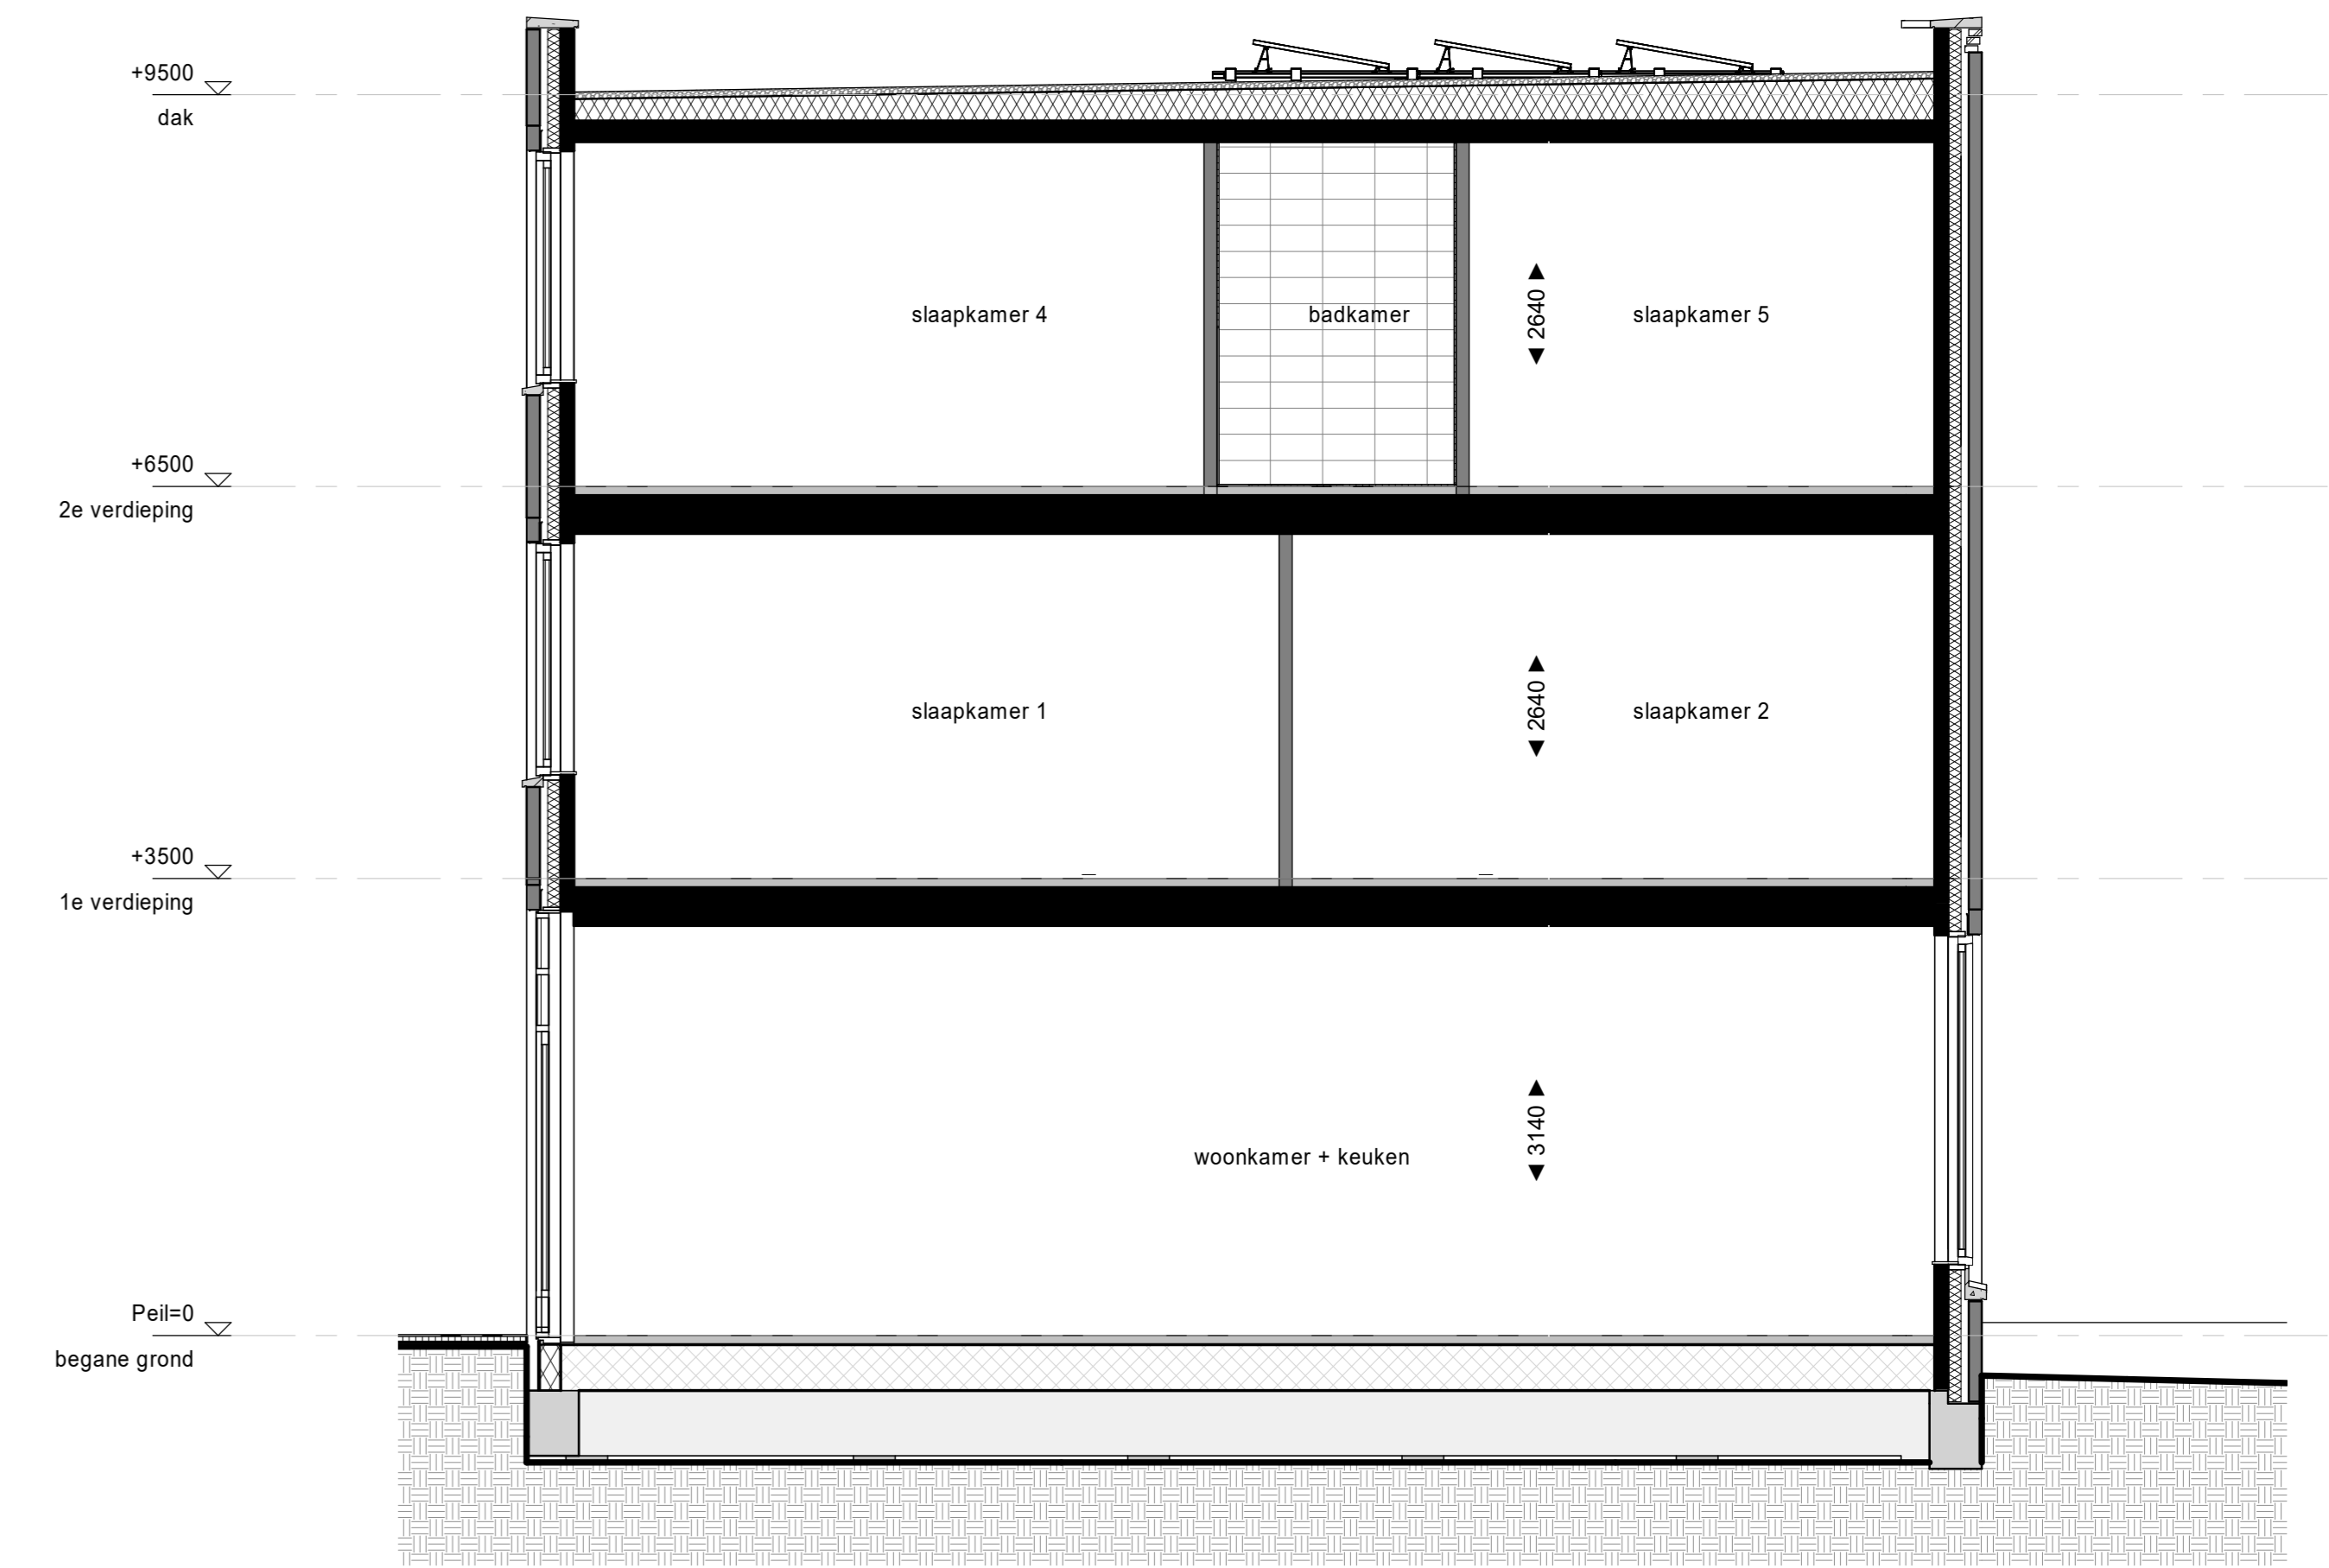 +9500
dak
slaapkamer 4
badkamer
2640
slaapkamer 5
+6500
2e verdieping
slaapkamer 1
2640
slaapkamer 2
+3500
1e verdieping
woonkamer + keuken
3140
Peil=0
begane grond